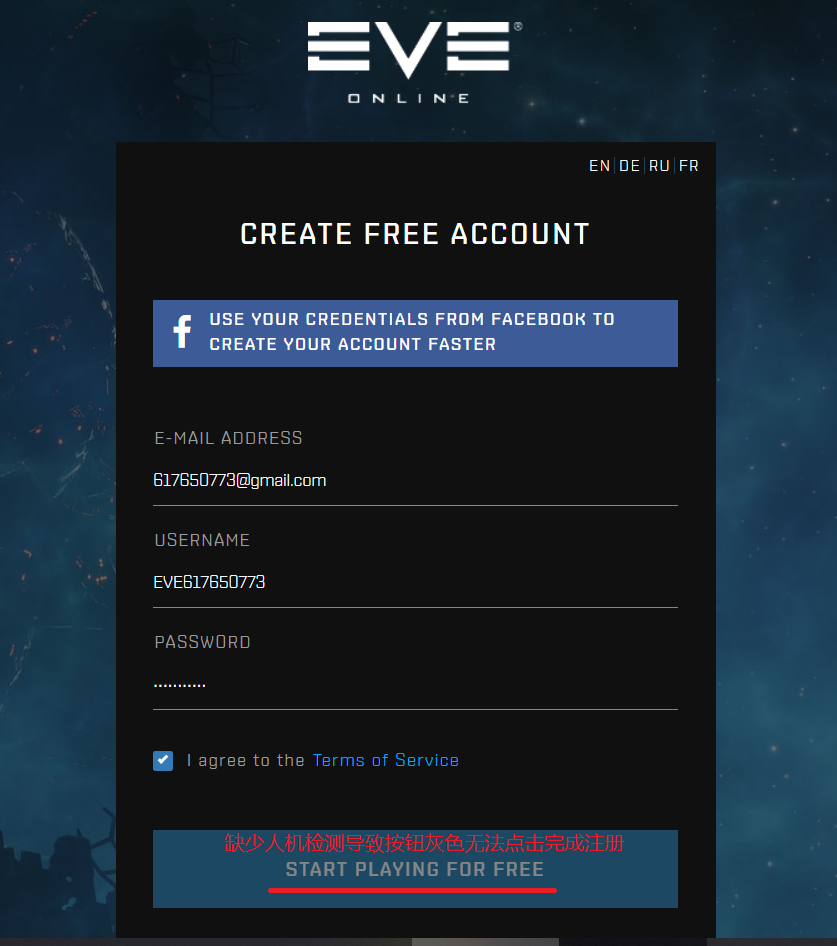 EVE®
ONLINE
EN|DE|RU|FR
CREATE FREE ACCOUNT
f
USE YOUR CREDENTIALS FROM FACEBOOK TO
CREATE YOUR ACCOUNT FASTER
E-MAIL ADDRESS
617650773@gmail.com
USERNAME
EVE617650773
PASSWORD
...........
I agree to the Terms of Service
缺少人机检测导致按钮灰色无法点击完成注册
START PLAYING FOR FREE